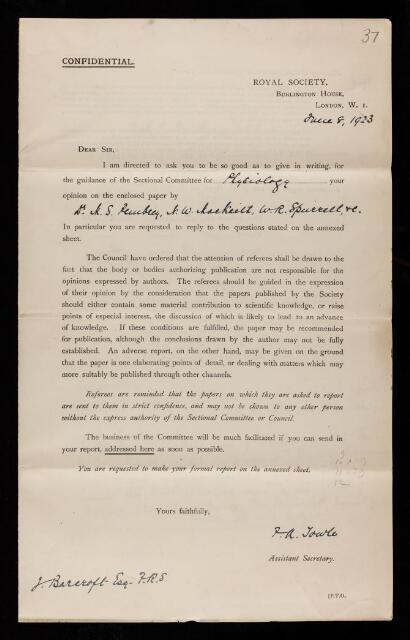 37
CONFIDENTIAL.
ROYAL SOCIETY,
BURLINGTON HOUSE,
LONDON, W. 1.
June 8, 1923
DEAR SIR,
I am directed to ask you to be so good as to give in writing, for
the guidance of the Sectional Committee for Physiology your
opinion on the enclosed paper by
Dr. M. S. Pembrey, N. W. Mackeith, W. R. Spurrell, &c.
In particular you are requested to reply to the questions stated on the annexed
sheet.
The Council have ordered that the attention of referees shall be drawn to the
fact that the body or bodies authorizing publication are not responsible for the
opinions expressed by authors. The referees should be guided in the expression
of their opinion by the consideration that the papers published by the Society
should either contain some material contribution to scientific knowledge, or raise
points of especial interest, the discussion of which is likely to lead to an advance
of knowledge. If these conditions are fulfilled, the paper may be recommended
for publication, although the conclusions drawn by the author may not be fully
established. An adverse report, on the other hand, may be given on the ground
that the paper is one elaborating points of detail, or dealing with matters which may
more suitably be published through other channels.
Referees are reminded that the papers on which they are asked to report
are sent to them in strict confidence, and may not be shown to any other person
without the express authority of the Sectional Committee or Council.
The business of the Committee will be much facilitated if you can send in
your report, addressed here as soon as possible.
You are requested to make your formal report on the annexed sheet.
Yours faithfully,
F. A. Towle
Assistant Secretary.
J. Barcroft Esq. F.R.S.
[P.T.O.